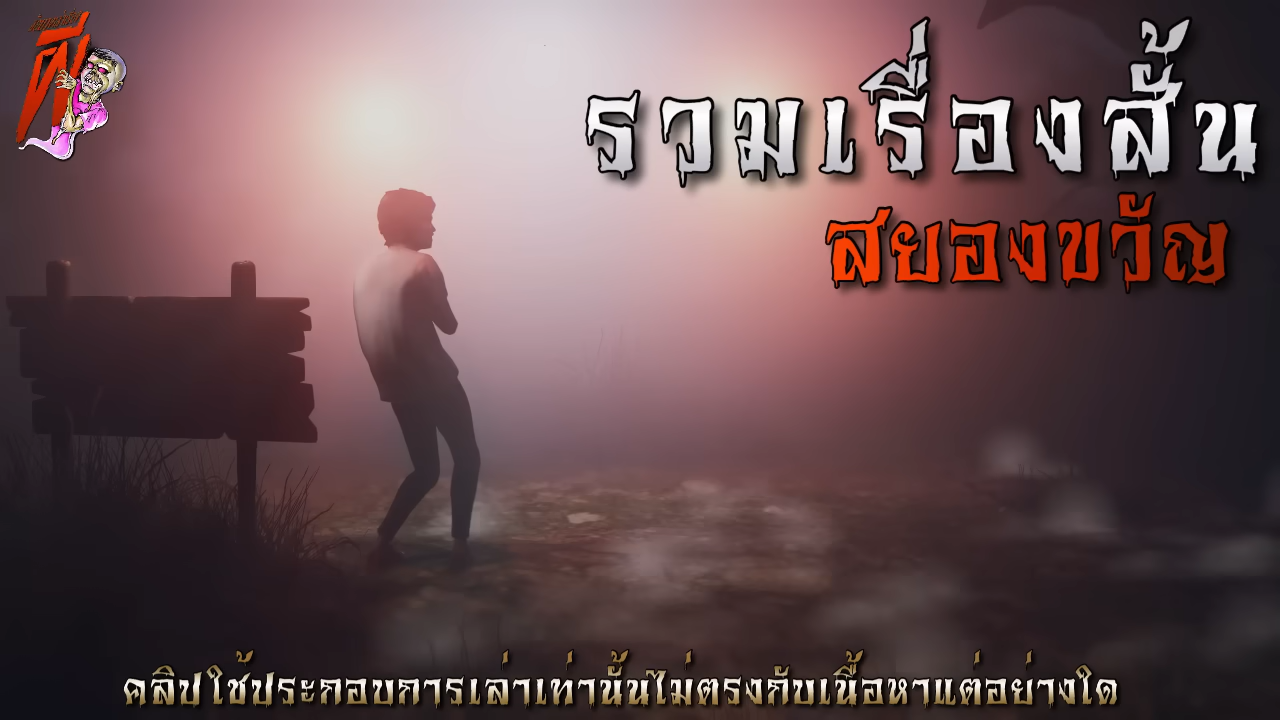 ผี
รวมเรื่องสั้น
สยองขวัญ
คลิปใช้ประกอบการเล่าเท่านั้นไม่ตรงกับเนื้อหาแต่อย่างใด